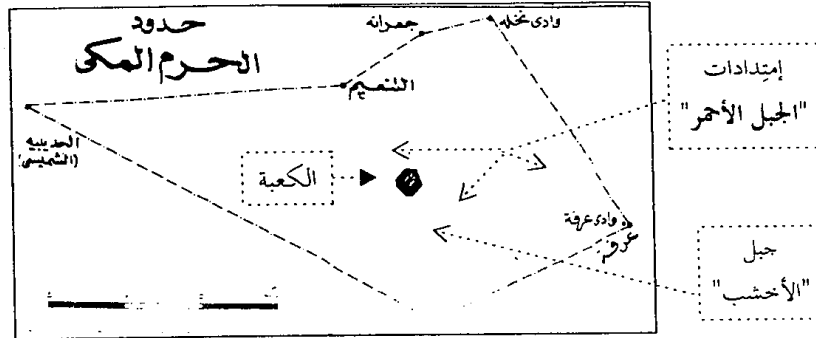 حدود
الحرم المكى
وادى نخله
جعرانه
التنعيم
الحديبيه
(الشميسى)
إمتدادات
"الجبل الأحمر"
الكعبة
وادى عرفة
عرفة
جبل
"الأخشب"